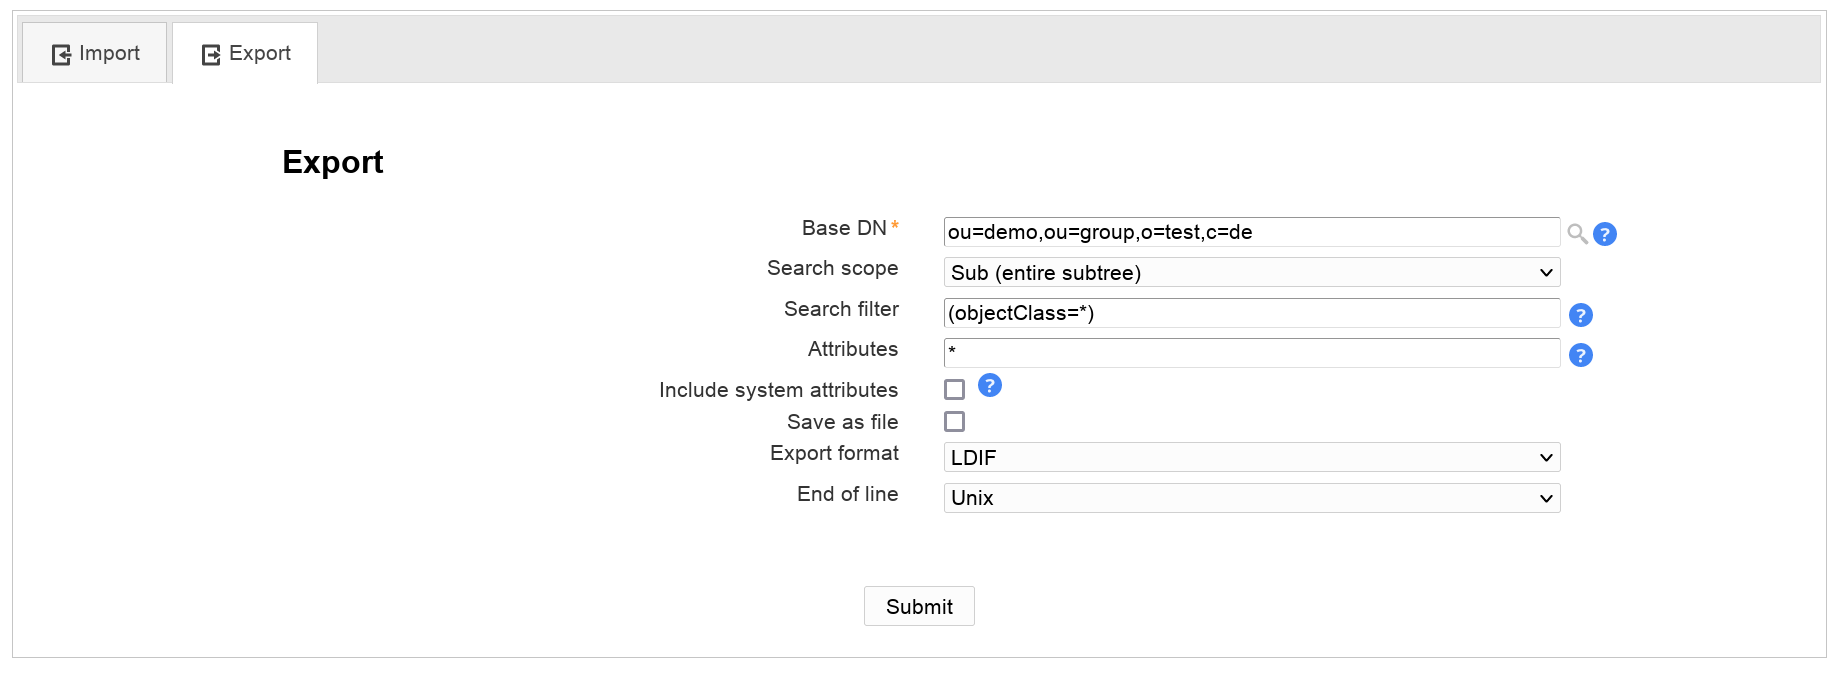 Import
Export
Export
Base DN* ou=demo,ou=group,o=test,c=de ?
Search scope Sub (entire subtree)
Search filter (objectClass=*) ?
Attributes * ?
Include system attributes ?
Save as file
Export format LDIF
End of line Unix
Submit